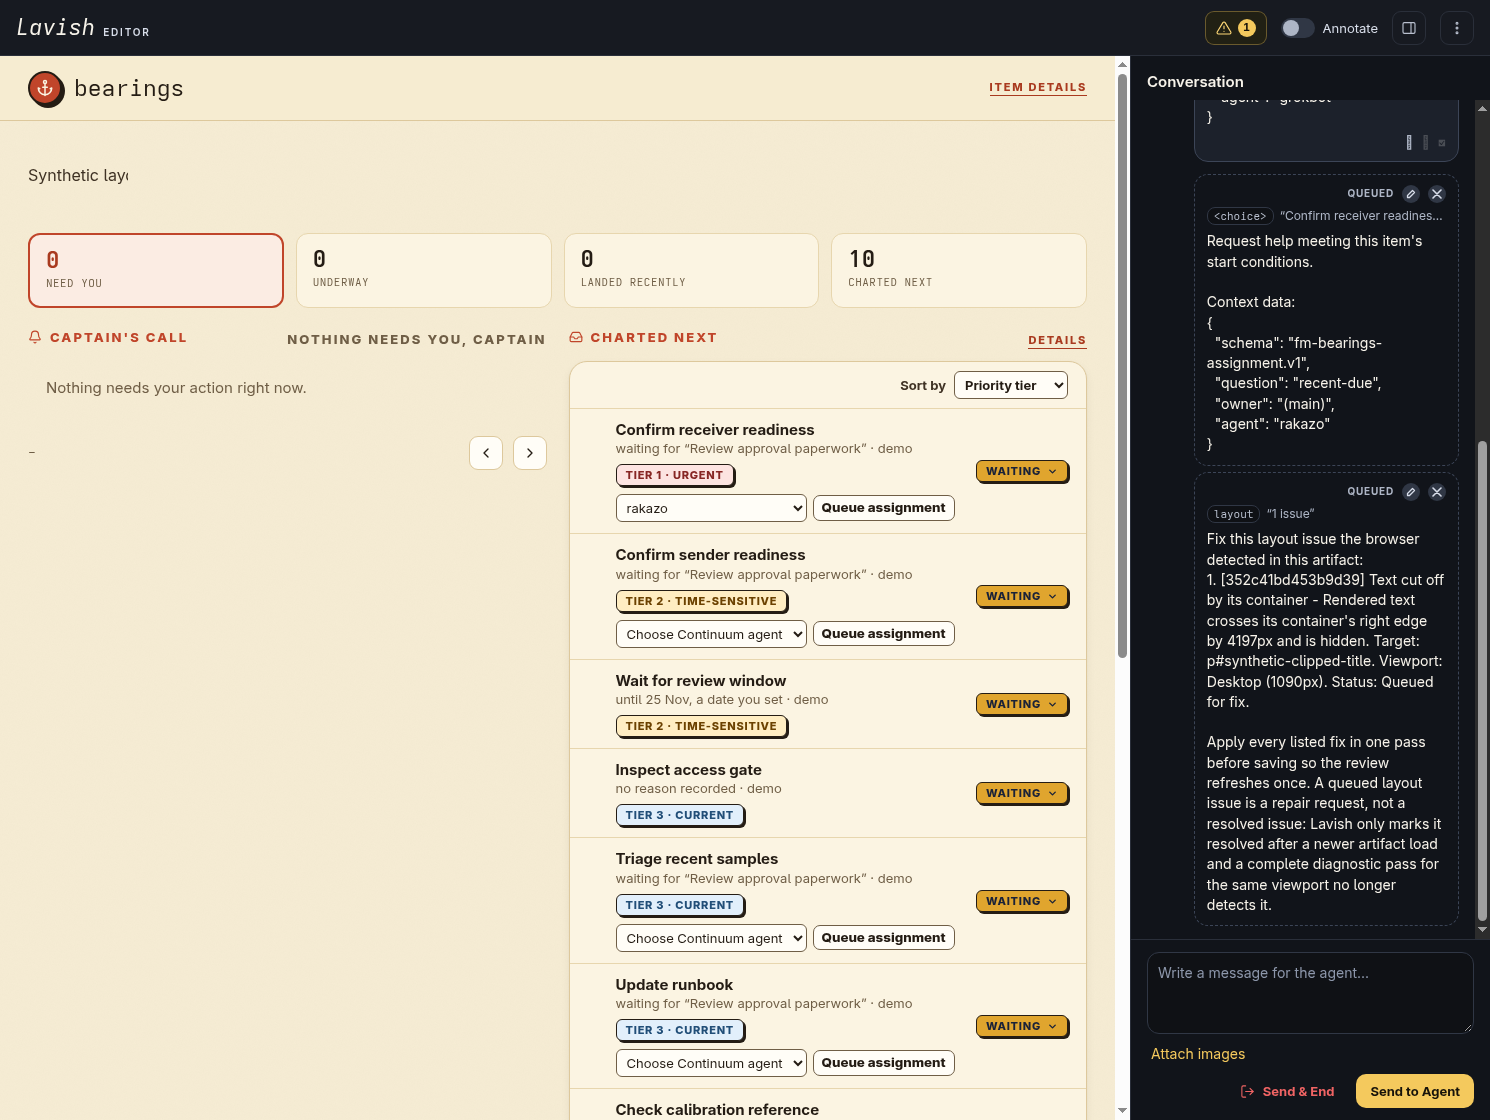 Lavish EDITOR
1
Annotate
bearings
ITEM DETAILS
Synthetic layo
0
NEED YOU
0
UNDERWAY
0
LANDED RECENTLY
10
CHARTED NEXT
CAPTAIN'S CALL
NOTHING NEEDS YOU, CAPTAIN
Nothing needs your action right now.
–
CHARTED NEXT
DETAILS
Sort by
Priority tier
Confirm receiver readiness
waiting for “Review approval paperwork” · demo
TIER 1 · URGENT
rakazo
Queue assignment
WAITING
Confirm sender readiness
waiting for “Review approval paperwork” · demo
TIER 2 · TIME-SENSITIVE
Choose Continuum agent
Queue assignment
WAITING
Wait for review window
until 25 Nov, a date you set · demo
TIER 2 · TIME-SENSITIVE
WAITING
Inspect access gate
no reason recorded · demo
TIER 3 · CURRENT
WAITING
Triage recent samples
waiting for “Review approval paperwork” · demo
TIER 3 · CURRENT
Choose Continuum agent
Queue assignment
WAITING
Update runbook
waiting for “Review approval paperwork” · demo
TIER 3 · CURRENT
Choose Continuum agent
Queue assignment
WAITING
Check calibration reference
Conversation
}
QUEUED
<choice> “Confirm receiver readines...
Request help meeting this item's
start conditions.
Context data:
{
"schema": "fm-bearings-
assignment.v1",
"question": "recent-due",
"owner": "(main)",
"agent": "rakazo"
}
QUEUED
layout “1 issue”
Fix this layout issue the browser
detected in this artifact:
1. [352c41bd453b9d39] Text cut off
by its container - Rendered text
crosses its container's right edge
by 4197px and is hidden. Target:
p#synthetic-clipped-title. Viewport:
Desktop (1090px). Status: Queued
for fix.
Apply every listed fix in one pass
before saving so the review
refreshes once. A queued layout
issue is a repair request, not a
resolved issue: Lavish only marks it
resolved after a newer artifact load
and a complete diagnostic pass for
the same viewport no longer
detects it.
Write a message for the agent...
Attach images
Send & End
Send to Agent